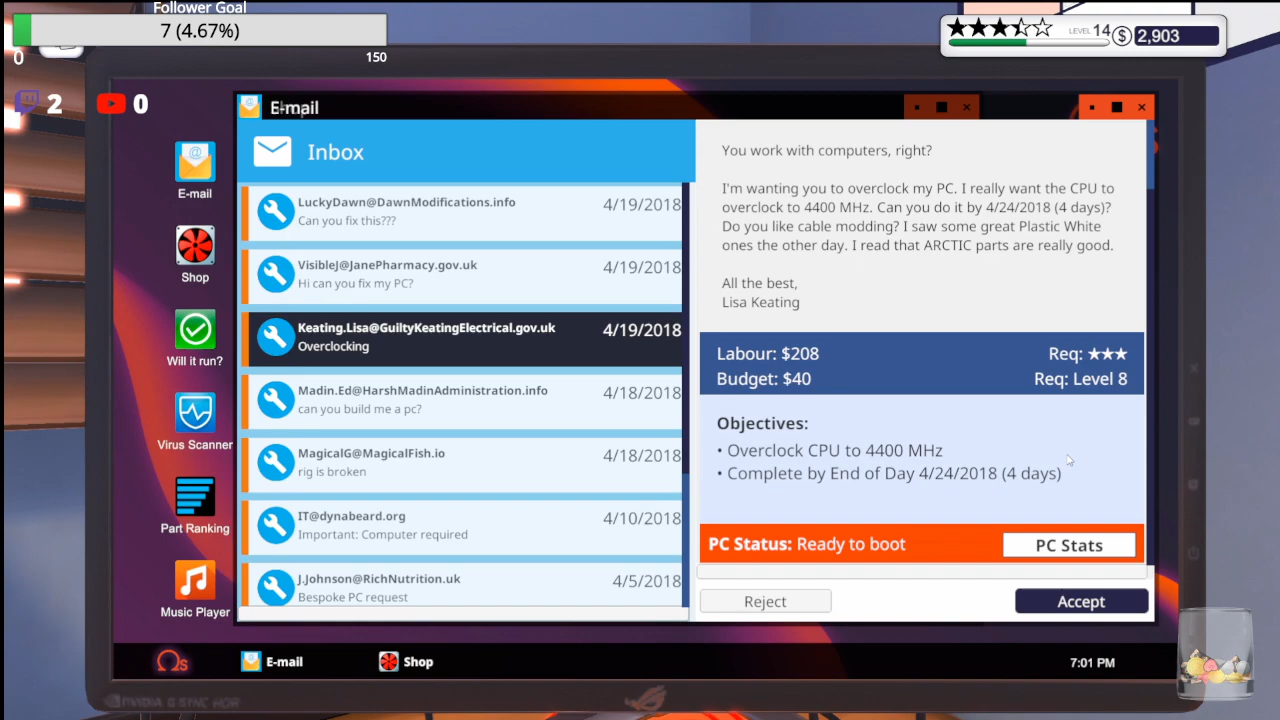 Follower Goal
7 (4.67%)
0
150
2
0
LEVEL 14
$ 2,903
E-mail
Shop
Will it run?
Virus Scanner
Part Ranking
Music Player
E-mail
Inbox
LuckyDawn@DawnModifications.info
4/19/2018
Can you fix this???
VisibleJ@JanePharmacy.gov.uk
4/19/2018
Hi can you fix my PC?
Keating.Lisa@GuiltyKeatingElectrical.gov.uk
4/19/2018
Overclocking
Madin.Ed@HarshMadinAdministration.info
4/18/2018
can you build me a pc?
MagicalG@MagicalFish.io
4/18/2018
rig is broken
IT@dynabeard.org
4/10/2018
Important: Computer required
J.Johnson@RichNutrition.uk
4/5/2018
Bespoke PC request
You work with computers, right?
I'm wanting you to overclock my PC. I really want the CPU to
overclock to 4400 MHz. Can you do it by 4/24/2018 (4 days)?
Do you like cable modding? I saw some great Plastic White
ones the other day. I read that ARCTIC parts are really good.
All the best,
Lisa Keating
Labour: $208
Req: ★★★
Budget: $40
Req: Level 8
Objectives:
• Overclock CPU to 4400 MHz
• Complete by End of Day 4/24/2018 (4 days)
PC Status: Ready to boot
PC Stats
Reject
Accept
Ωs
E-mail
Shop
7:01 PM
NVIDIA G-SYNC HDR